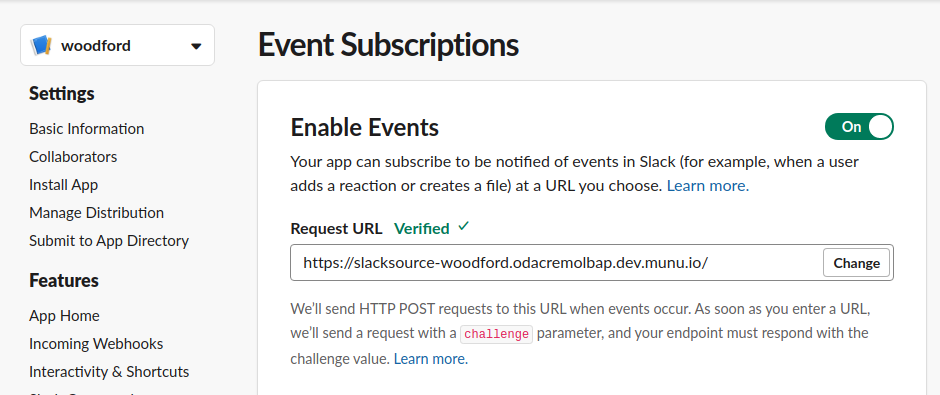 woodford
Settings
Basic Information
Collaborators
Install App
Manage Distribution
Submit to App Directory
Features
App Home
Incoming Webhooks
Interactivity & Shortcuts
Event Subscriptions
Enable Events
On
Your app can subscribe to be notified of events in Slack (for example, when a user
adds a reaction or creates a file) at a URL you choose. Learn more.
Request URL Verified
https://slacksource-woodford.odacremolbap.dev.munu.io/
Change
We’ll send HTTP POST requests to this URL when events occur. As soon as you enter a URL,
we’ll send a request with a challenge parameter, and your endpoint must respond with the
challenge value. Learn more.